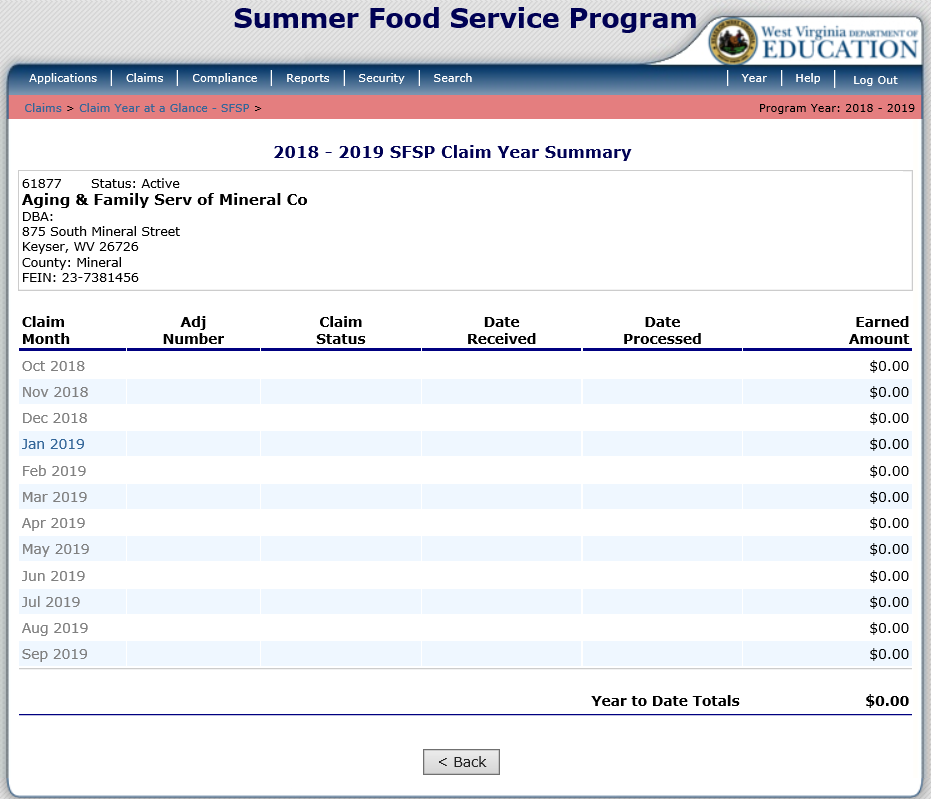 Summer Food Service Program
West Virginia DEPARTMENT OF
EDUCATION
Applications Claims Compliance Reports Security Search Year Help Log Out
Claims > Claim Year at a Glance - SFSP > Program Year: 2018 - 2019
2018 - 2019 SFSP Claim Year Summary
61877 Status: Active
Aging & Family Serv of Mineral Co
DBA:
875 South Mineral Street
Keyser, WV 26726
County: Mineral
FEIN: 23-7381456
Claim Adj Claim Date Date Earned
Month Number Status Received Processed Amount
Oct 2018 $0.00
Nov 2018 $0.00
Dec 2018 $0.00
Jan 2019 $0.00
Feb 2019 $0.00
Mar 2019 $0.00
Apr 2019 $0.00
May 2019 $0.00
Jun 2019 $0.00
Jul 2019 $0.00
Aug 2019 $0.00
Sep 2019 $0.00
Year to Date Totals $0.00
< Back